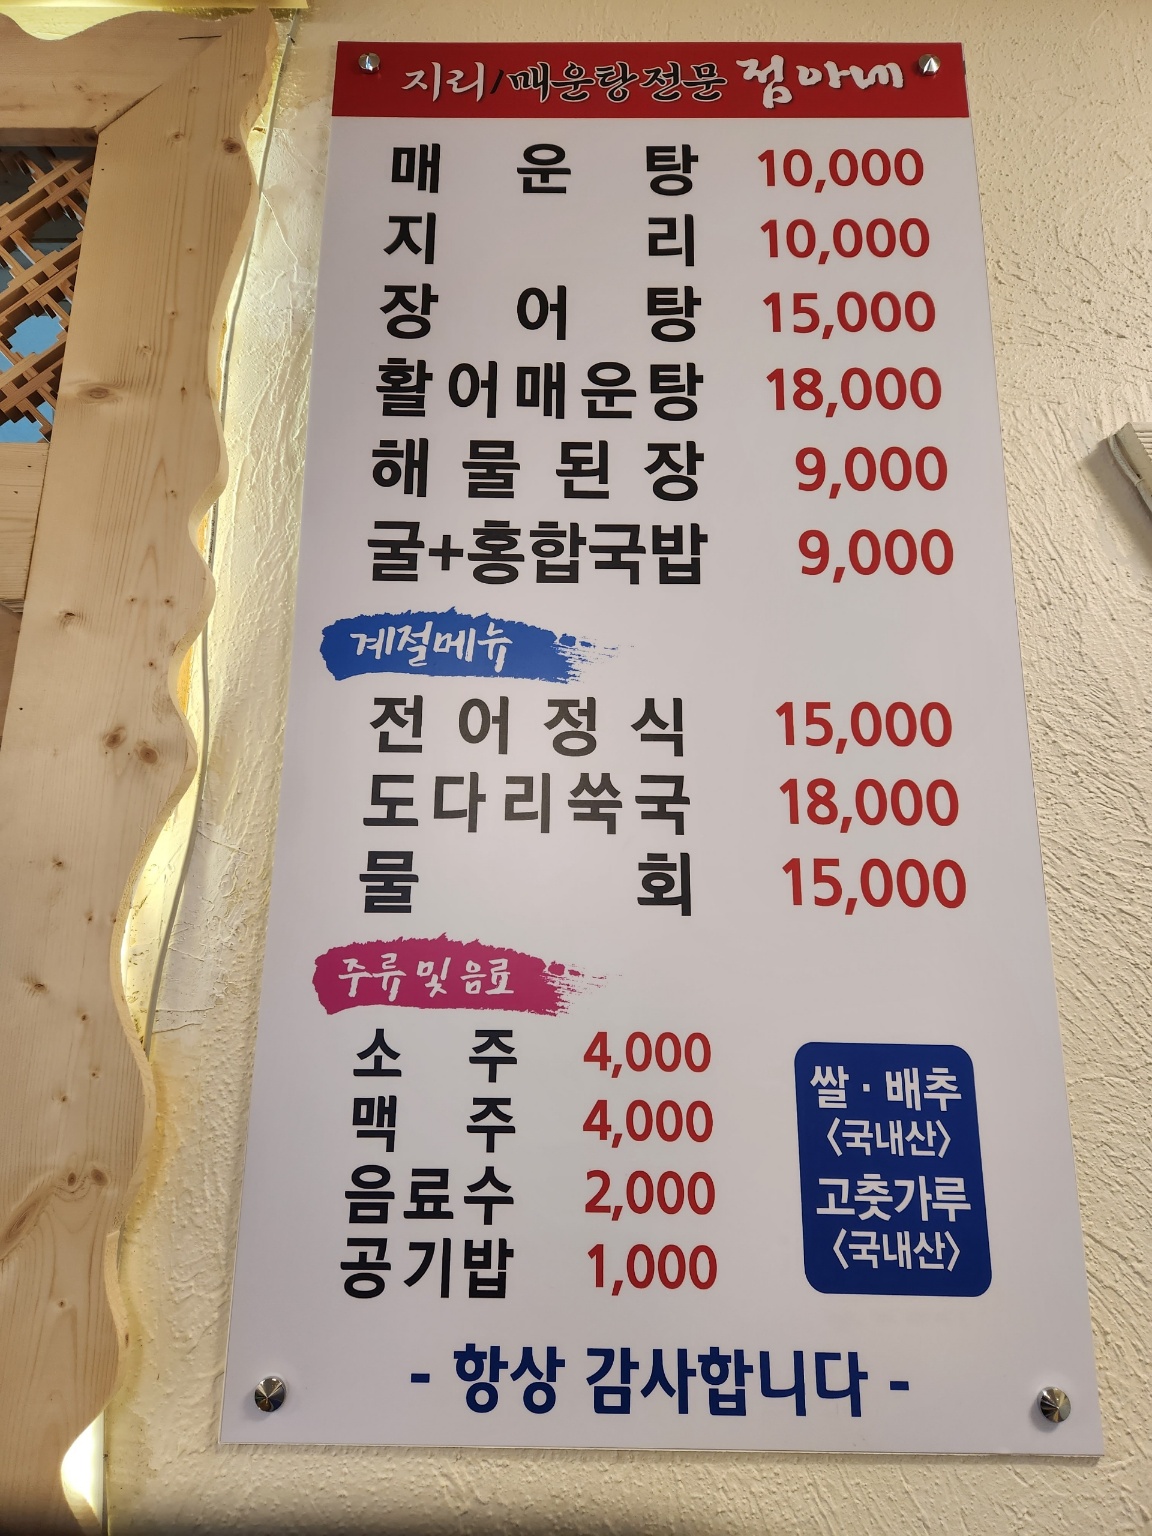 지리/매운탕전문 점아네
매운탕 10,000
지리 10,000
장어탕 15,000
활어매운탕 18,000
해물된장 9,000
굴+홍합국밥 9,000
계절메뉴
전어정식 15,000
도다리쑥국 18,000
물회 15,000
주류 및 음료
소주 4,000
맥주 4,000
음료수 2,000
공기밥 1,000
쌀·배추
〈국내산〉
고춧가루
〈국내산〉
- 항상 감사합니다 -